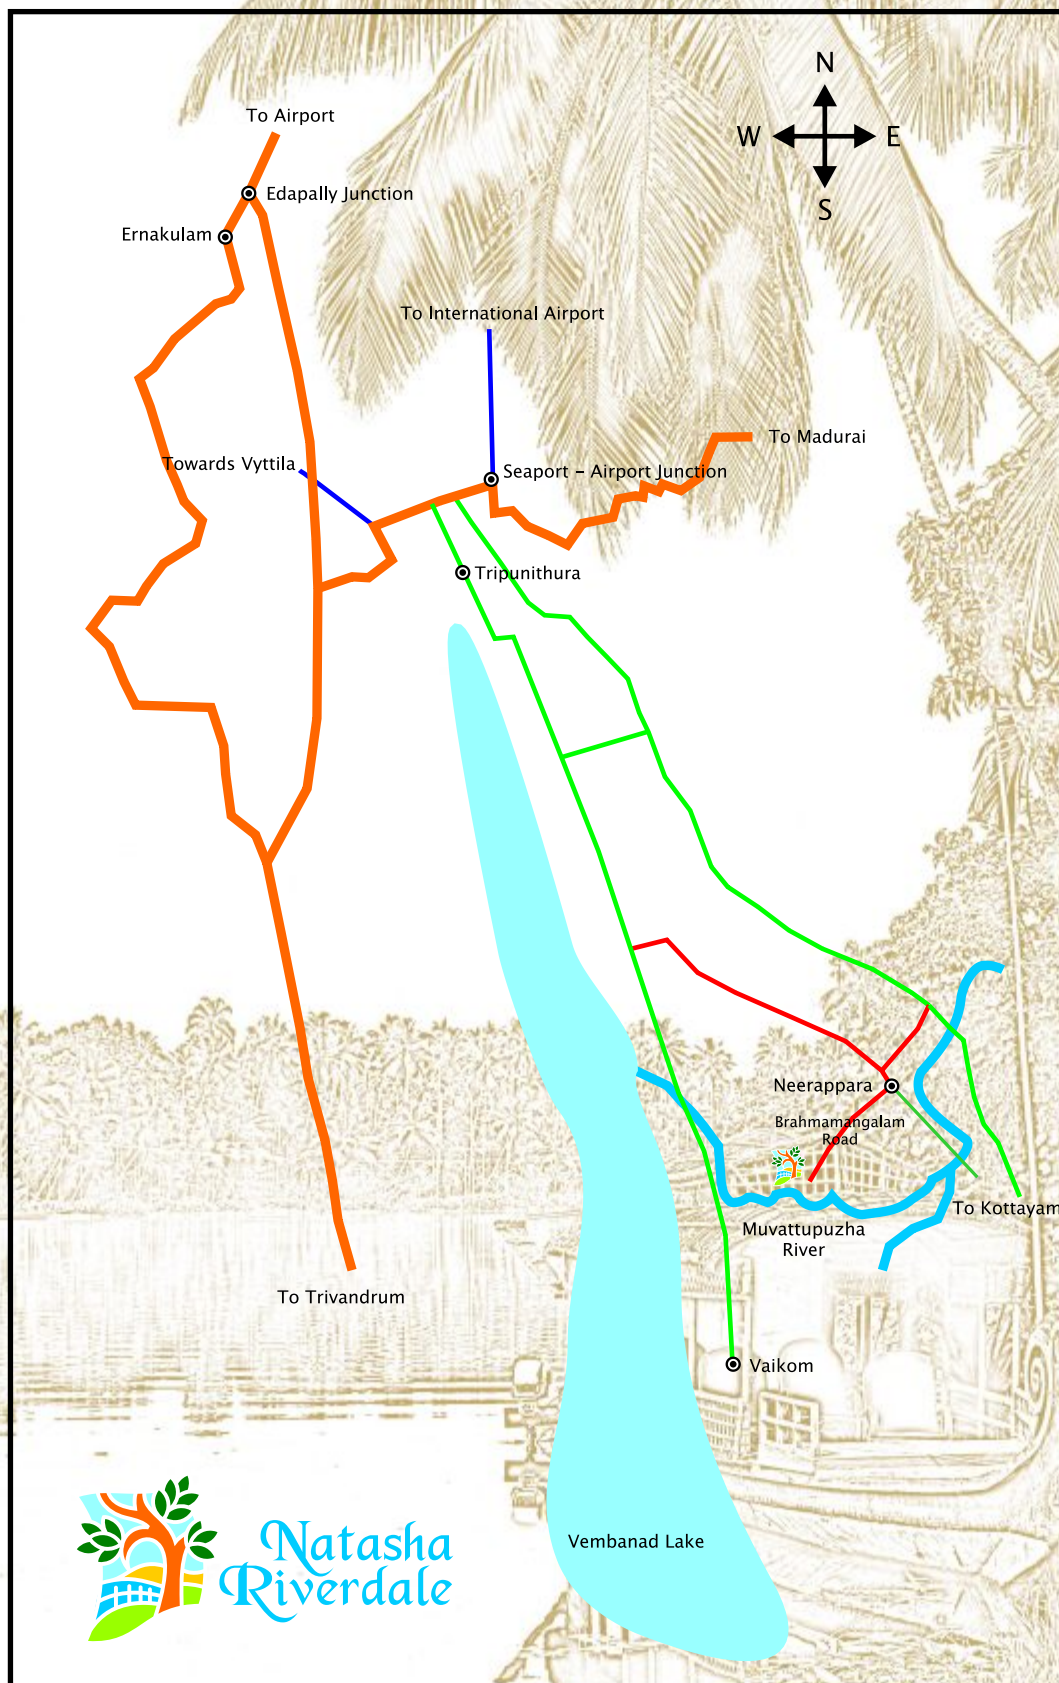 N
To Airport
W
E
Edapally Junction
S
Ernakulam
To International Airport
To Madurai
Towards Vyttila
Seaport – Airport Junction
Tripunithura
Neerappara
Brahmamangalam
Road
To Kottayam
Muvattupuzha
River
To Trivandrum
Vaikom
Vembanad Lake
Natasha
Riverdale